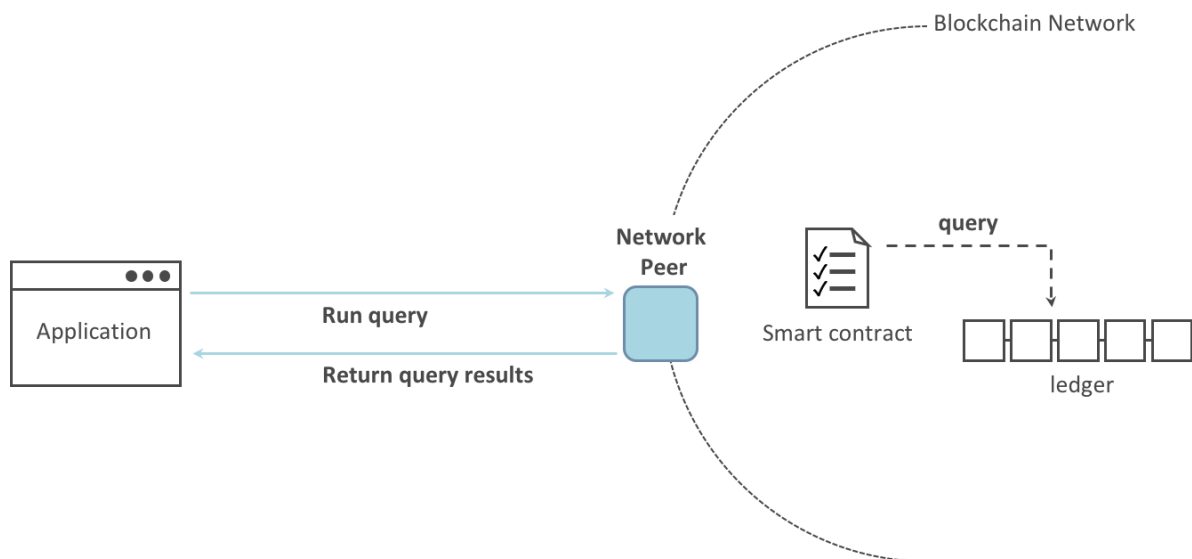 Blockchain Network
Network
Peer
query
Application
Run query
Smart contract
Return query results
ledger